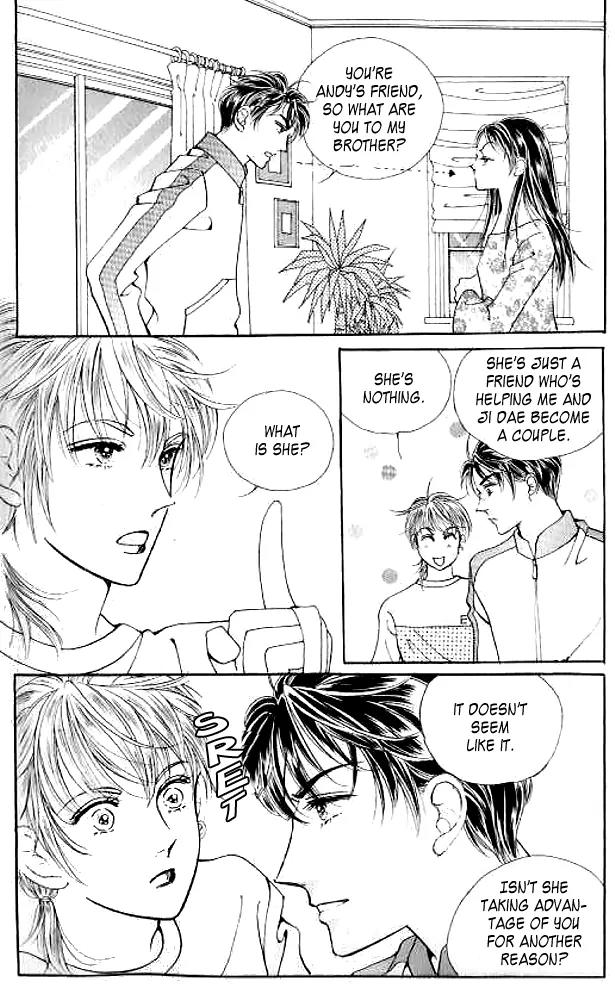 YOU'RE
ANDY'S FRIEND,
SO WHAT ARE
YOU TO MY
BROTHER?
WHAT
IS SHE?
SHE'S
NOTHING.
SHE'S JUST A
FRIEND WHO'S
HELPING ME AND
JI DAE BECOME
A COUPLE.
SRET
IT DOESN'T
SEEM
LIKE IT.
ISN'T SHE
TAKING ADVAN-
TAGE OF YOU
FOR ANOTHER
REASON?